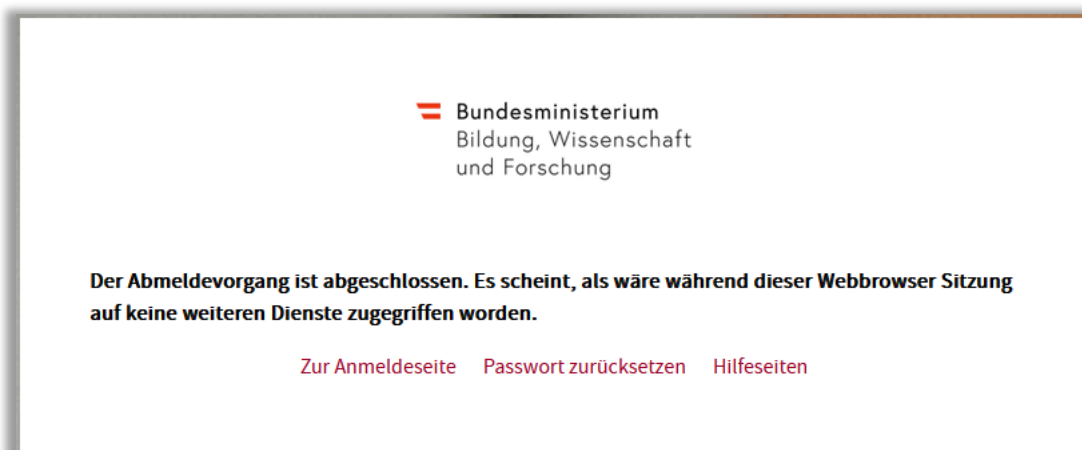 Bundesministerium
Bildung, Wissenschaft
und Forschung
Der Abmeldevorgang ist abgeschlossen. Es scheint, als wäre während dieser Webbrowser Sitzung
auf keine weiteren Dienste zugegriffen worden.
Zur Anmeldeseite Passwort zurücksetzen Hilfeseiten